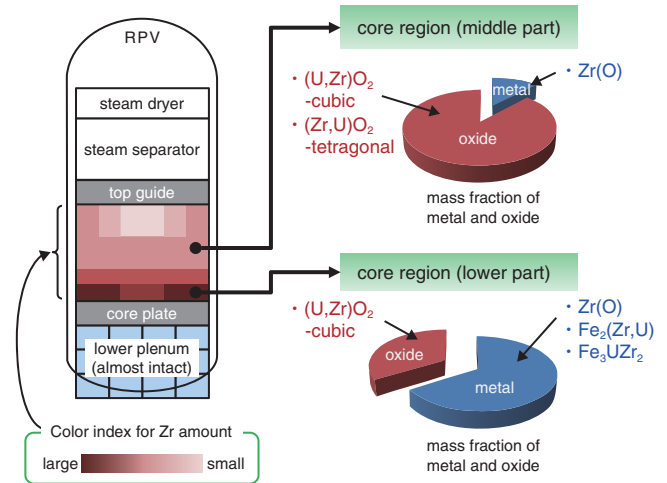 RPV
steam dryer
steam separator
top guide
core plate
lower plenum
(almost intact)
Color index for Zr amount
large
small
core region (middle part)
・(U,Zr)O₂
-cubic
・(Zr,U)O₂
-tetragonal
metal
・Zr(O)
oxide
mass fraction of
metal and oxide
core region (lower part)
・(U,Zr)O₂
-cubic
oxide
・Zr(O)
・Fe₂(Zr,U)
・Fe₃UZr₂
metal
mass fraction of
metal and oxide